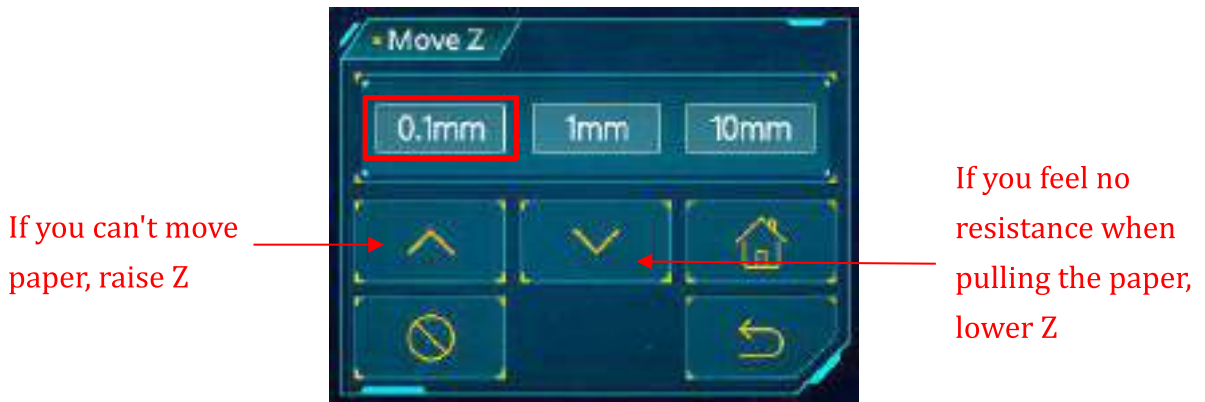 Move Z
0.1mm 1mm 10mm
If you can't move
paper, raise Z
If you feel no
resistance when
pulling the paper,
lower Z